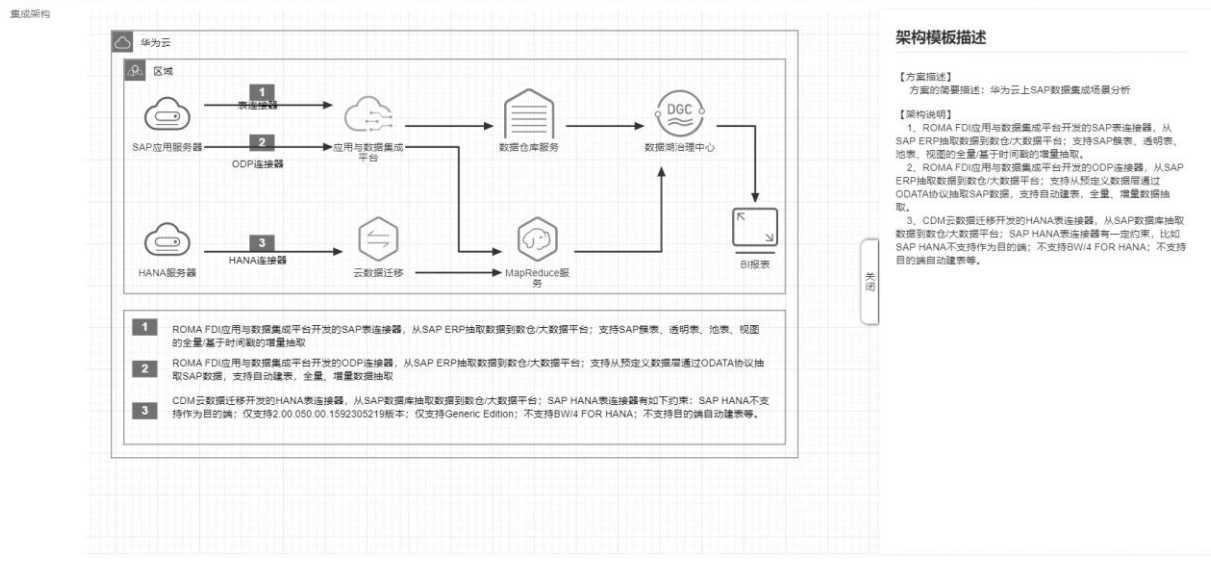 集成架构
华为云
区域
1
表连接器
2
ODP连接器
SAP应用服务器
应用与数据集成
平台
数据仓库服务
DGC
数据湖治理中心
3
HANA连接器
HANA服务器
云数据迁移
MapReduce服
务
BI报表
1
ROMA FDI应用与数据集成平台开发的SAP表连接器，从SAP ERP抽取数据到数仓/大数据平台；支持SAP簇表、透明表、池表、视图
的全量/基于时间戳的增量抽取
2
ROMA FDI应用与数据集成平台开发的ODP连接器，从SAP ERP抽取数据到数仓/大数据平台；支持从预定义数据层通过ODATA协议抽
取SAP数据，支持自动建表，全量、增量数据抽取
3
CDM云数据迁移开发的HANA表连接器，从SAP数据库抽取数据到数仓/大数据平台；SAP HANA表连接器有如下约束：SAP HANA不支
持作为目的端；仅支持2.00.050.00.1592305219版本；仅支持Generic Edition；不支持BW/4 FOR HANA；不支持目的端自动建表等。
关
闭
架构模板描述
【方案描述】
方案的简要描述：华为云上SAP数据集成场景分析
【架构说明】
1、ROMA FDI应用与数据集成平台开发的SAP表连接器，从
SAP ERP抽取数据到数仓/大数据平台；支持SAP簇表、透明表、
池表、视图的全量/基于时间戳的增量抽取。
2、ROMA FDI应用与数据集成平台开发的ODP连接器，从SAP
ERP抽取数据到数仓/大数据平台；支持从预定义数据层通过
ODATA协议抽取SAP数据，支持自动建表，全量、增量数据抽
取。
3、CDM云数据迁移开发的HANA表连接器，从SAP数据库抽取
数据到数仓/大数据平台；SAP HANA表连接器有一定约束，比如
SAP HANA不支持作为目的端；不支持BW/4 FOR HANA；不支持
目的端自动建表等。